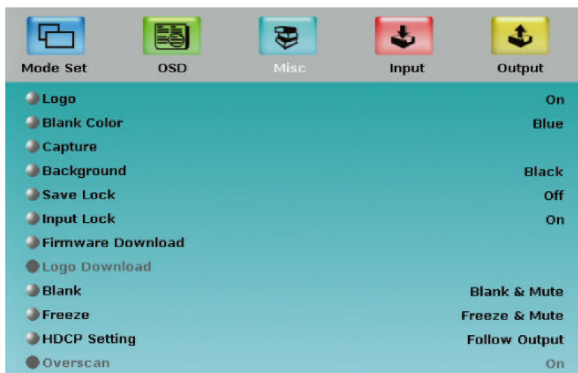 Mode Set OSD Misc Input Output
Logo On
Blank Color Blue
Capture
Background Black
Save Lock Off
Input Lock On
Firmware Download
Logo Download
Blank Blank & Mute
Freeze Freeze & Mute
HDCP Setting Follow Output
Overscan On